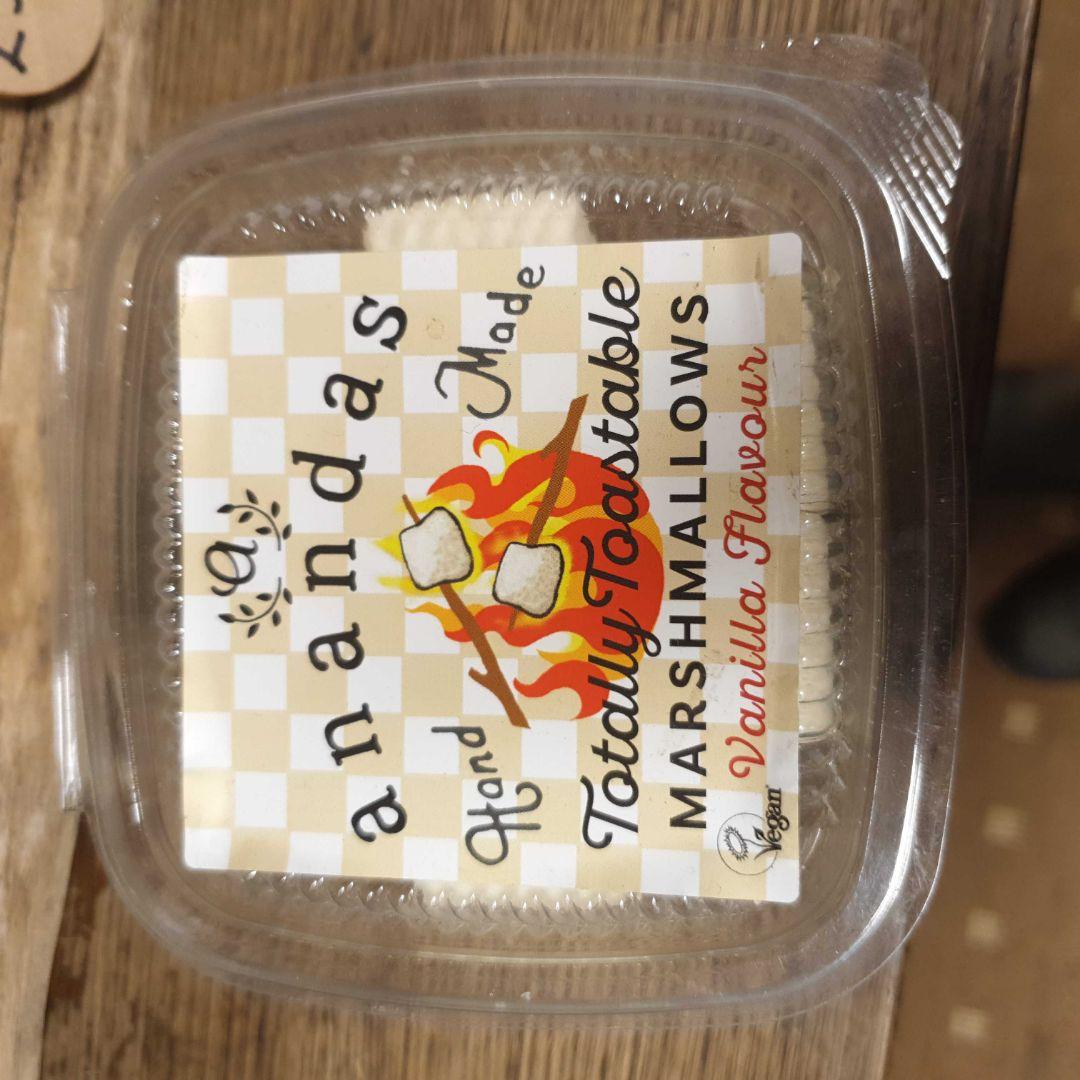 a
anandas
Hand Made
Totally Toastable
MARSHMALLOWS
Vanilla Flavour
Vegan